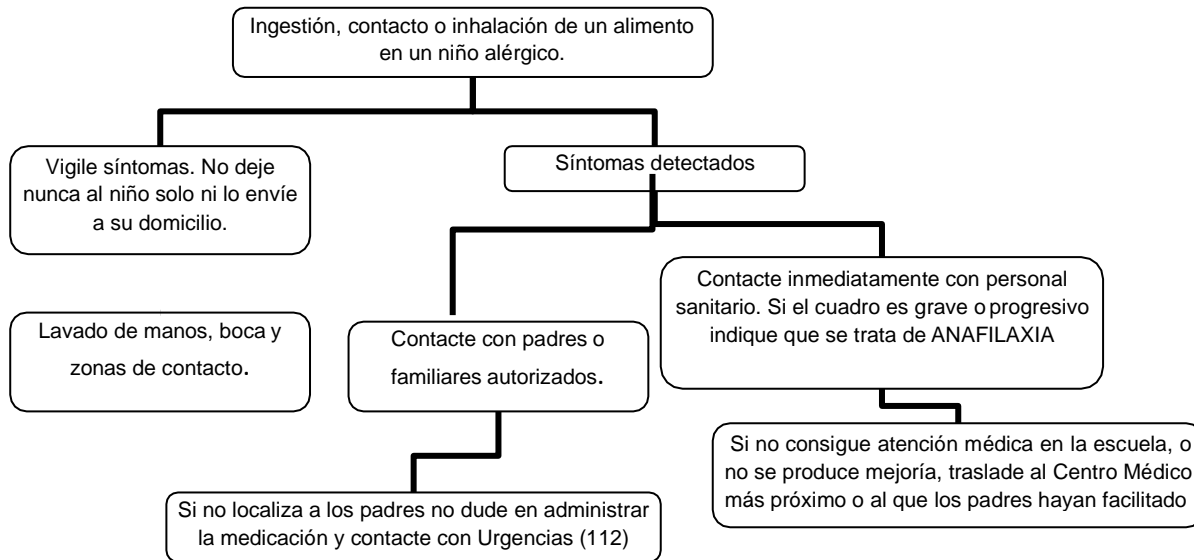 Ingestión, contacto o inhalación de un alimento
en un niño alérgico.
Vigile síntomas. No deje
nunca al niño solo ni lo envíe
a su domicilio.
Síntomas detectados
Lavado de manos, boca y
zonas de contacto.
Contacte con padres o
familiares autorizados.
Contacte inmediatamente con personal
sanitario. Si el cuadro es grave o progresivo
indique que se trata de ANAFILAXIA
Si no localiza a los padres no dude en administrar
la medicación y contacte con Urgencias (112)
Si no consigue atención médica en la escuela, o
no se produce mejoría, traslade al Centro Médico
más próximo o al que los padres hayan facilitado